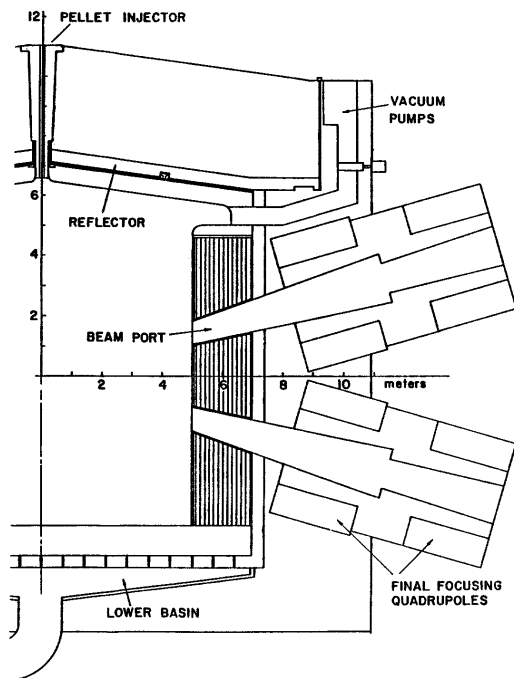 12
PELLET INJECTOR
VACUUM
PUMPS
6
REFLECTOR
4
2
BEAM PORT
2
4
6
8
10
meters
FINAL FOCUSING
QUADRUPOLES
LOWER BASIN